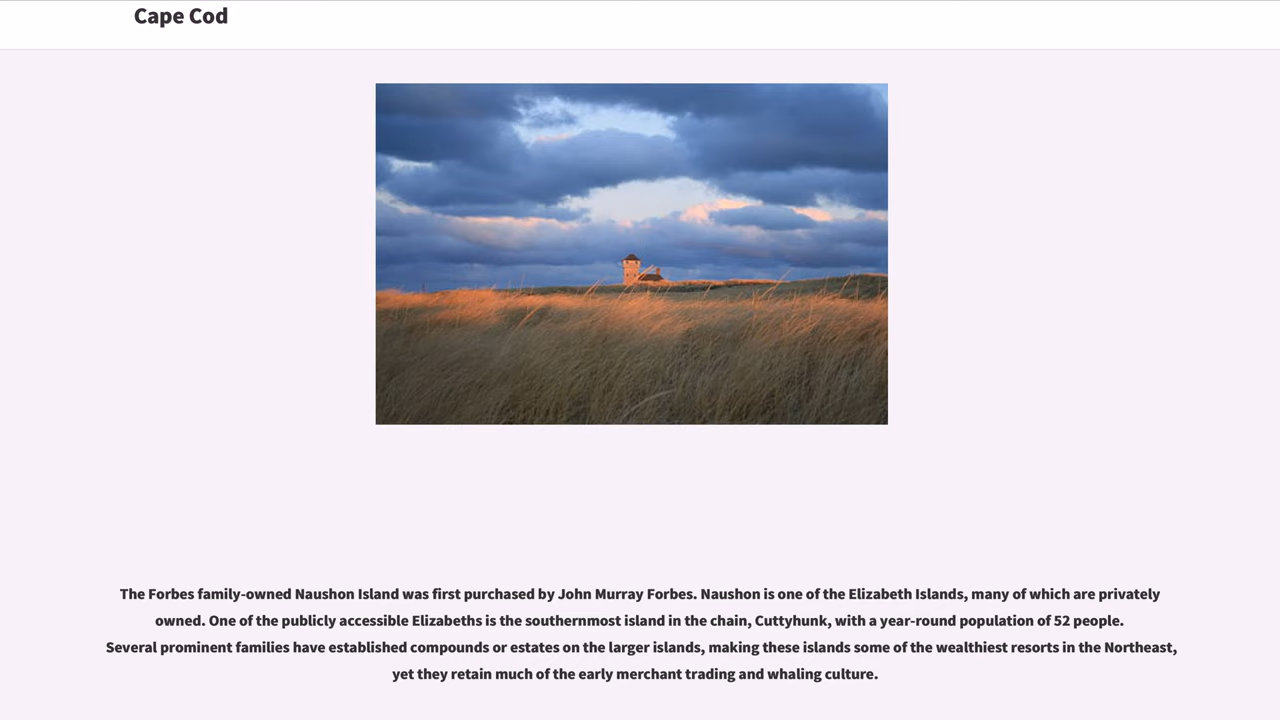 Cape Cod
The Forbes family-owned Naushon Island was first purchased by John Murray Forbes. Naushon is one of the Elizabeth Islands, many of which are privately
owned. One of the publicly accessible Elizabeths is the southernmost island in the chain, Cuttyhunk, with a year-round population of 52 people.
Several prominent families have established compounds or estates on the larger islands, making these islands some of the wealthiest resorts in the Northeast,
yet they retain much of the early merchant trading and whaling culture.